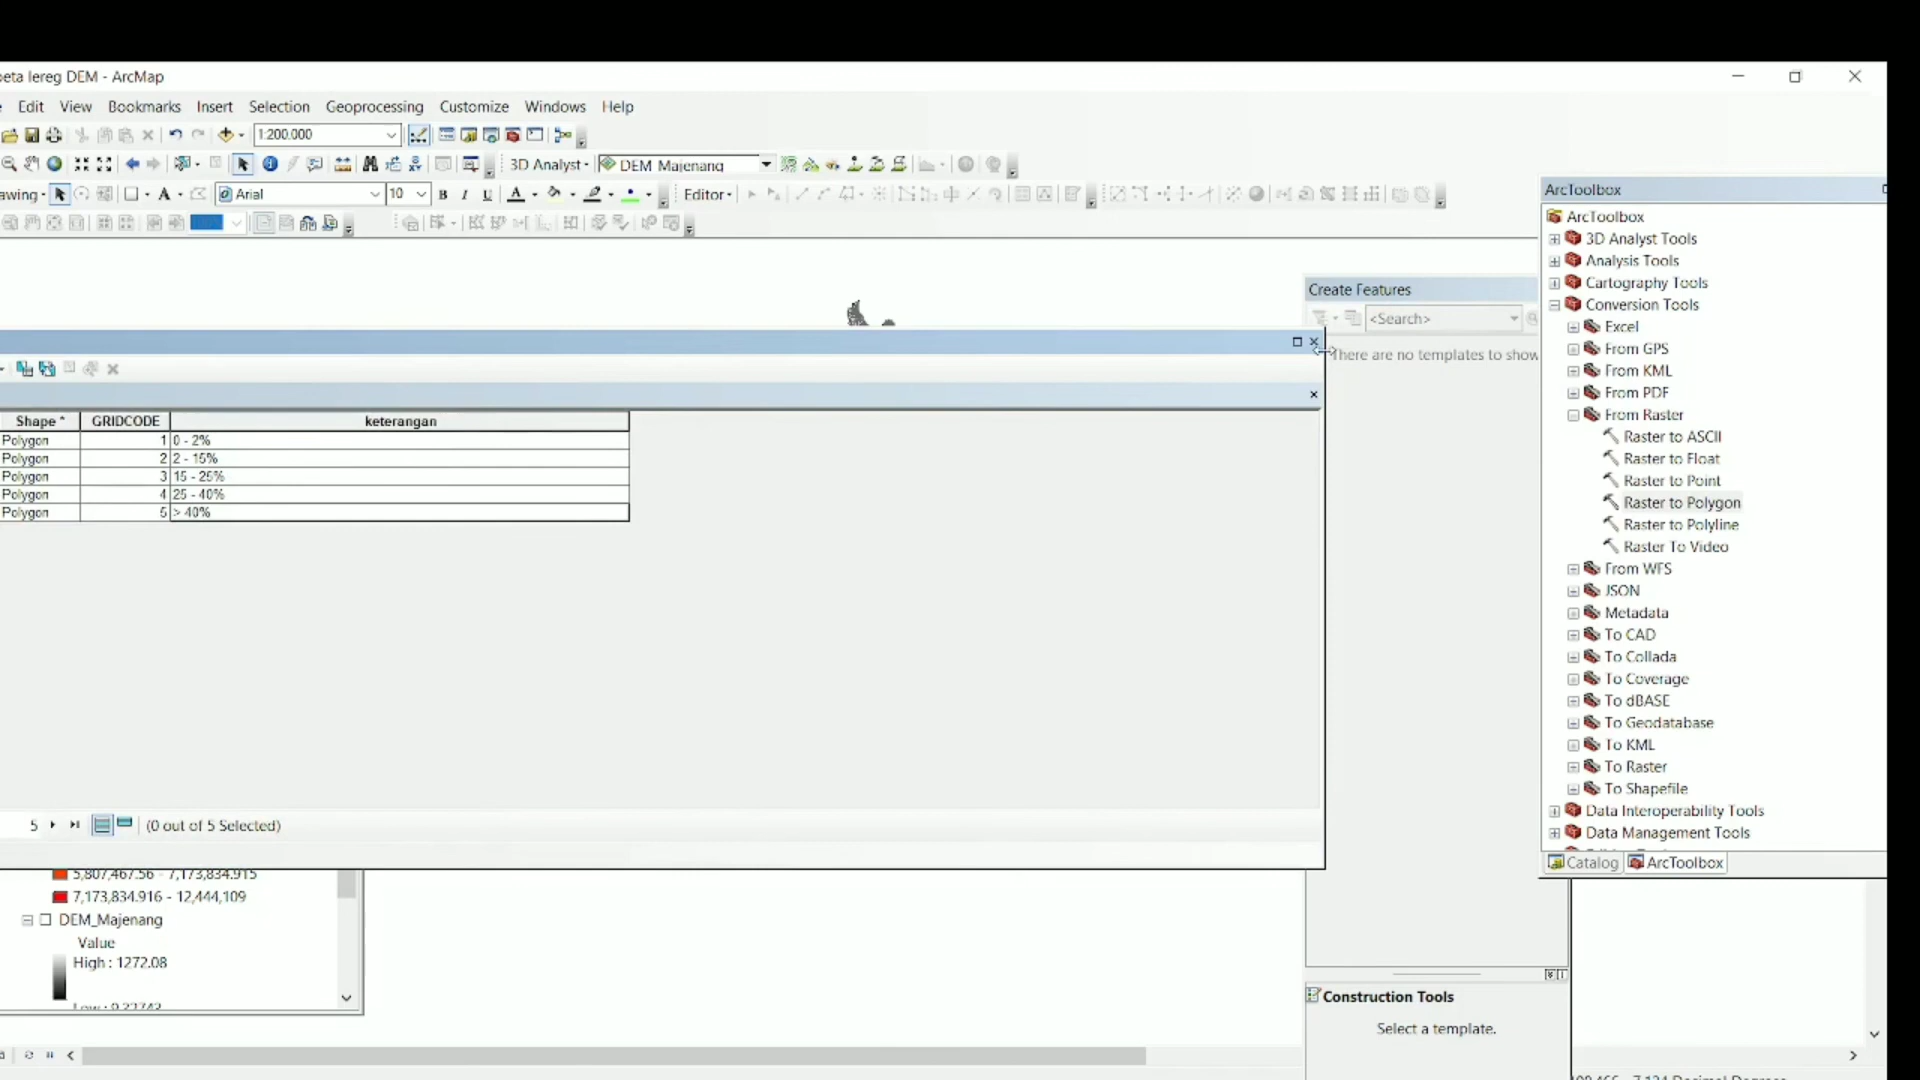 peta lereg DEM - ArcMap
Edit View Bookmarks Insert Selection Geoprocessing Customize Windows Help
1:200.000
3D Analyst DEM_Majenang
Arial 10 B I U A Editor
ArcToolbox
ArcToolbox
3D Analyst Tools
Analysis Tools
Cartography Tools
Conversion Tools
Excel
From GPS
From KML
From PDF
From Raster
Raster to ASCII
Raster to Float
Raster to Point
Raster to Polygon
Raster to Polyline
Raster To Video
From WFS
JSON
Metadata
To CAD
To Collada
To Coverage
To dBASE
To Geodatabase
To KML
To Raster
To Shapefile
Data Interoperability Tools
Data Management Tools
Catalog ArcToolbox
Create Features
<Search>
There are no templates to show
Shape * GRIDCODE keterangan
Polygon 1 0 - 2%
Polygon 2 2 - 15%
Polygon 3 15 - 25%
Polygon 4 25 - 40%
Polygon 5 > 40%
5 (0 out of 5 Selected)
5,807,467.56 - 7,173,834.915
7,173,834.916 - 12,444,109
DEM_Majenang
Value
High : 1272.08
Construction Tools
Select a template.